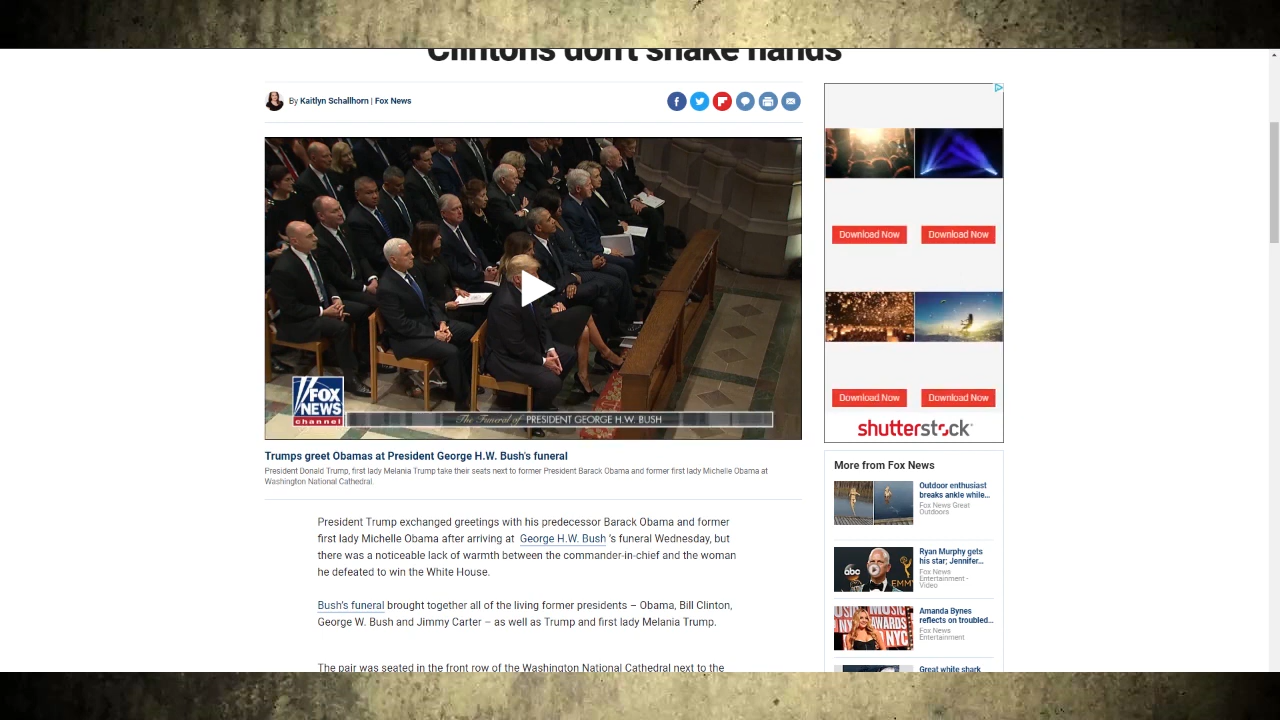 Clintons don't shake hands
By Kaitlyn Schallhorn | Fox News
FOX
NEWS
channel
The Funeral of PRESIDENT GEORGE H.W. BUSH
Trumps greet Obamas at President George H.W. Bush's funeral
President Donald Trump, first lady Melania Trump take their seats next to former President Barack Obama and former first lady Michelle Obama at
Washington National Cathedral.
President Trump exchanged greetings with his predecessor Barack Obama and former
first lady Michelle Obama after arriving at George H.W. Bush 's funeral Wednesday, but
there was a noticeable lack of warmth between the commander-in-chief and the woman
he defeated to win the White House.
Bush's funeral brought together all of the living former presidents – Obama, Bill Clinton,
George W. Bush and Jimmy Carter – as well as Trump and first lady Melania Trump.
The pair was seated in the front row of the Washington National Cathedral next to the
Download Now
Download Now
Download Now
Download Now
shutterstock
More from Fox News
Outdoor enthusiast
breaks ankle while...
Fox News Great
Outdoors
abc
EMM
Ryan Murphy gets
his star; Jennifer...
Fox News
Entertainment -
Video
AWARDS
NYC
Amanda Bynes
reflects on troubled...
Fox News
Entertainment
Great white shark